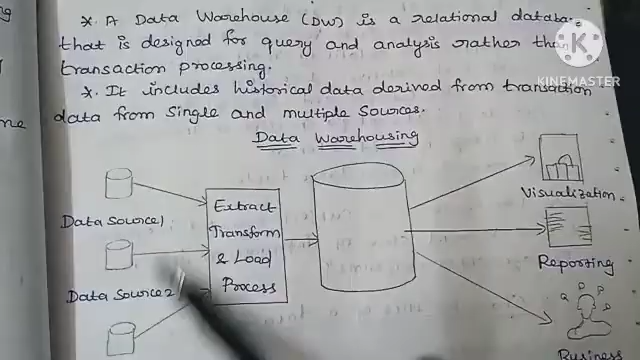 *. A Data Warehouse (DW) is a relational databa
that is designed for query and analysis rather than
transaction processing.
*. It includes historical data derived from transaction
data from Single and multiple Sources.
Data Warehousing
Data Source1
Data Source2
Extract
Transform
& Load
Process
Visualization
Reporting
Business
K
KINEMASTER